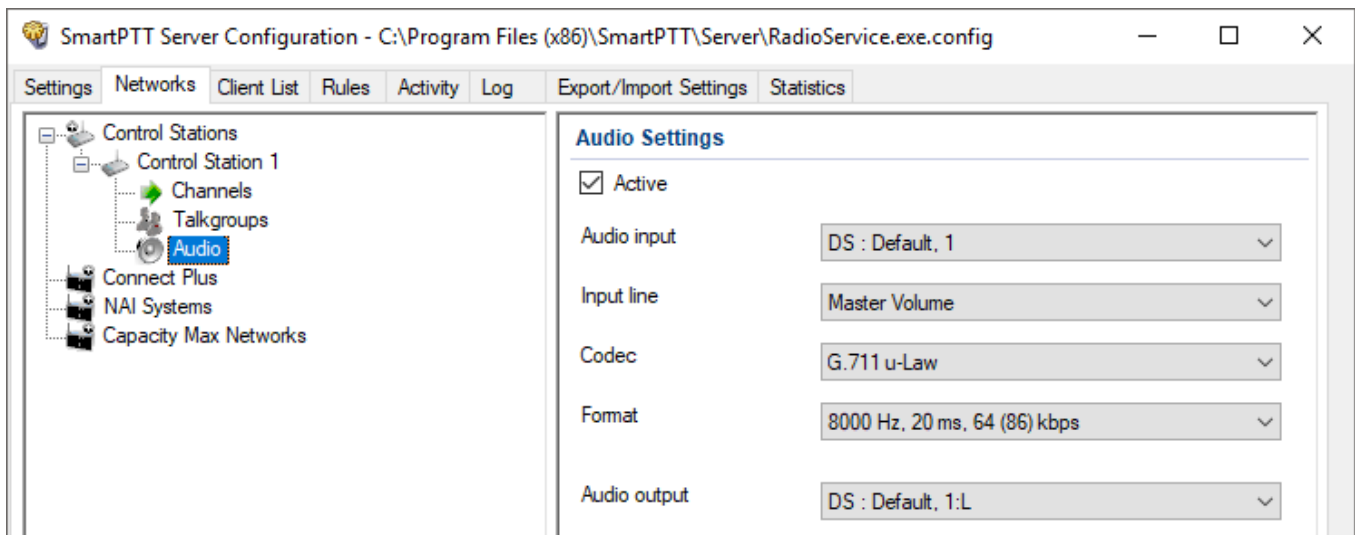 SmartPTT Server Configuration - C:\Program Files (x86)\SmartPTT\Server\RadioService.exe.config
Settings Networks Client List Rules Activity Log Export/Import Settings Statistics
Control Stations
Control Station 1
Channels
Talkgroups
Audio
Connect Plus
NAI Systems
Capacity Max Networks
Audio Settings
Active
Audio input DS : Default, 1
Input line Master Volume
Codec G.711 u-Law
Format 8000 Hz, 20 ms, 64 (86) kbps
Audio output DS : Default, 1:L